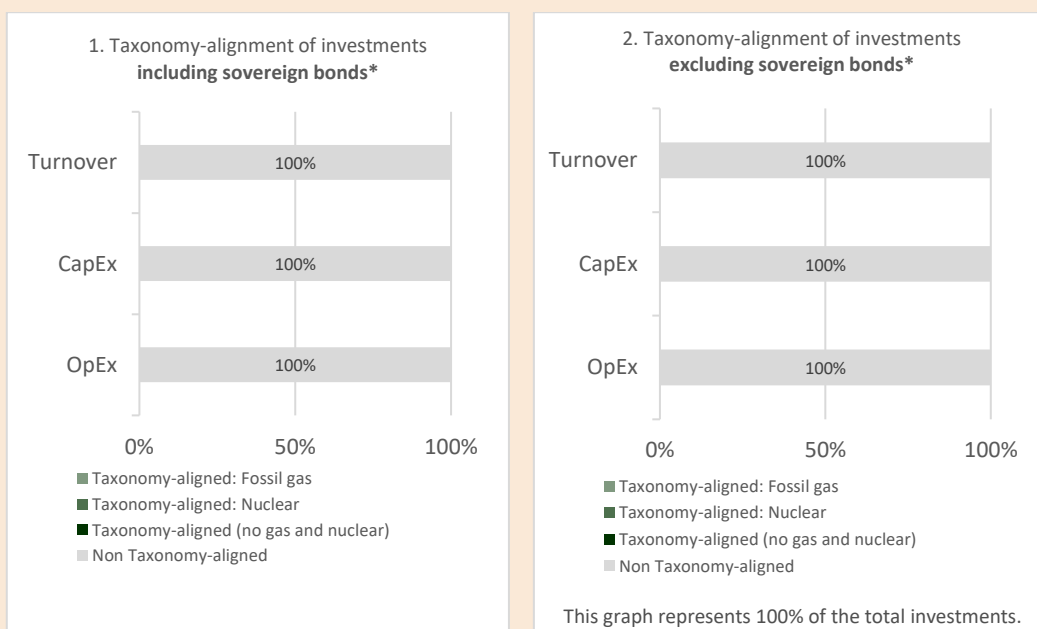 1. Taxonomy-alignment of investments
including sovereign bonds*
Turnover
100%
CapEx
100%
OpEx
100%
0% 50% 100%
Taxonomy-aligned: Fossil gas
Taxonomy-aligned: Nuclear
Taxonomy-aligned (no gas and nuclear)
Non Taxonomy-aligned
2. Taxonomy-alignment of investments
excluding sovereign bonds*
Turnover
100%
CapEx
100%
OpEx
100%
0% 50% 100%
Taxonomy-aligned: Fossil gas
Taxonomy-aligned: Nuclear
Taxonomy-aligned (no gas and nuclear)
Non Taxonomy-aligned
This graph represents 100% of the total investments.